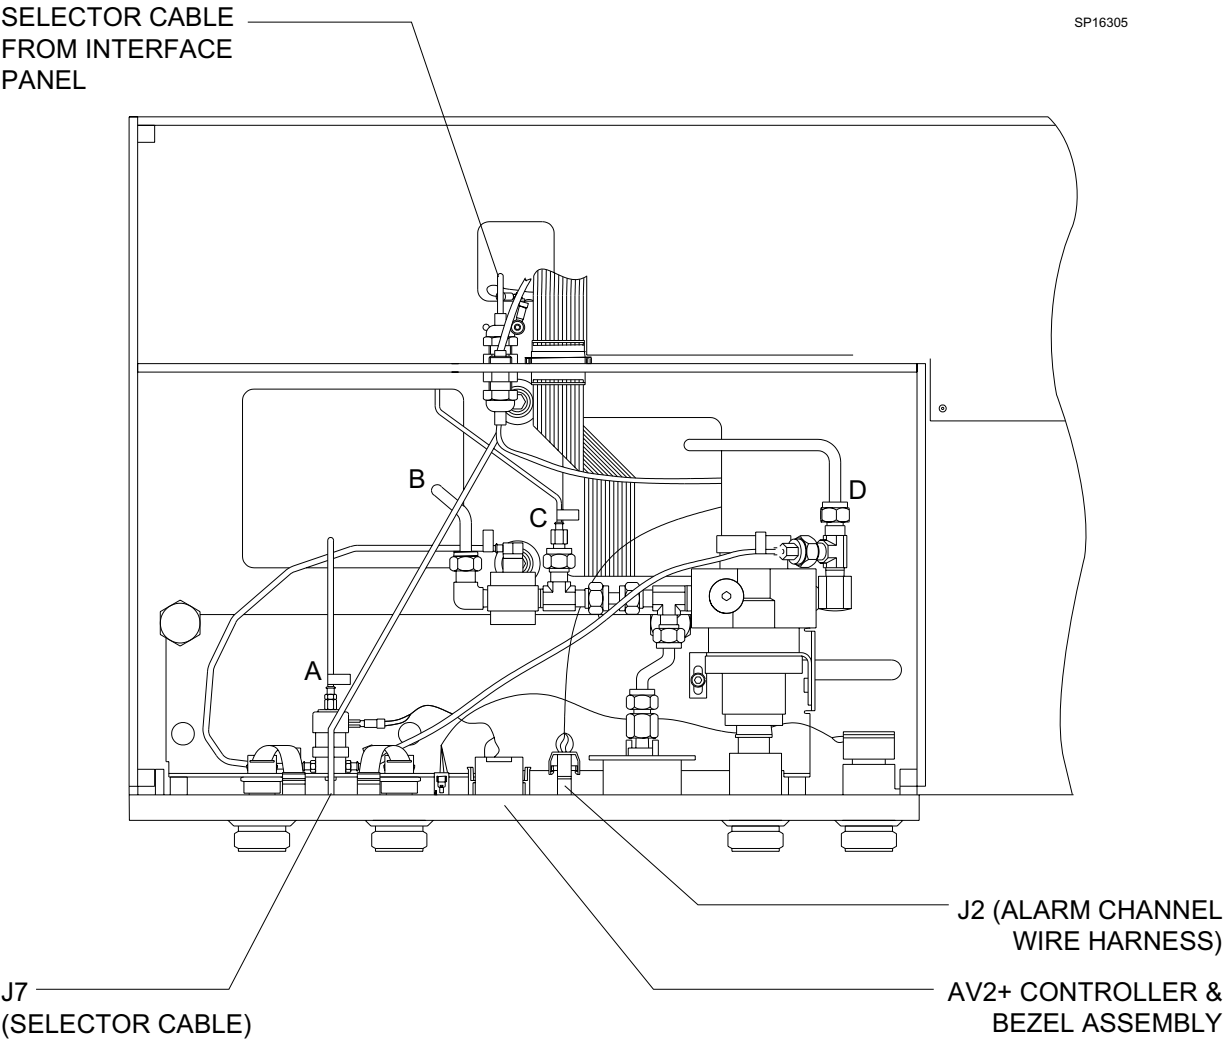 SELECTOR CABLE
FROM INTERFACE
PANEL
SP16305
B
C
D
A
J2 (ALARM CHANNEL
WIRE HARNESS)
J7
(SELECTOR CABLE)
AV2+ CONTROLLER &
BEZEL ASSEMBLY